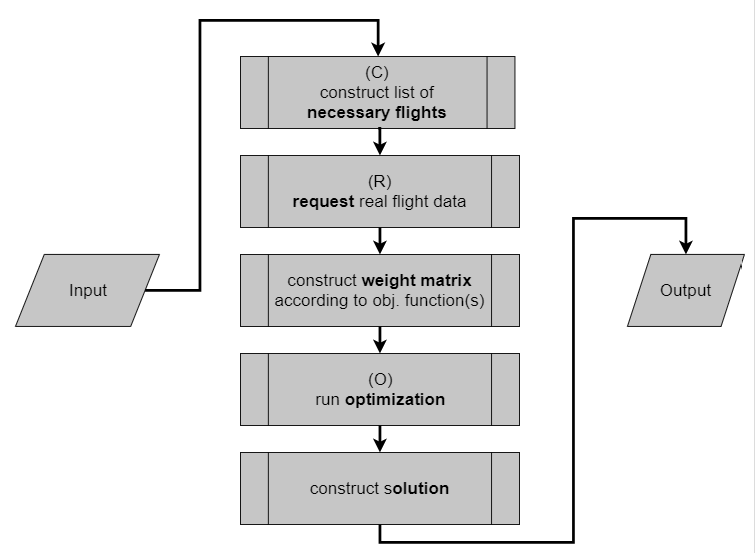 (C)
construct list of
necessary flights
(R)
request real flight data
Input
construct weight matrix
according to obj. function(s)
Output
(O)
run optimization
construct solution